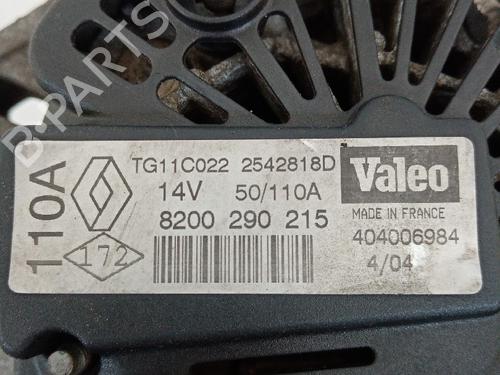 B-PARTS
110A
172
TG11C022 2542818D
14V 50/110A
8200 290 215
Valeo
MADE IN FRANCE
404006984
4/04